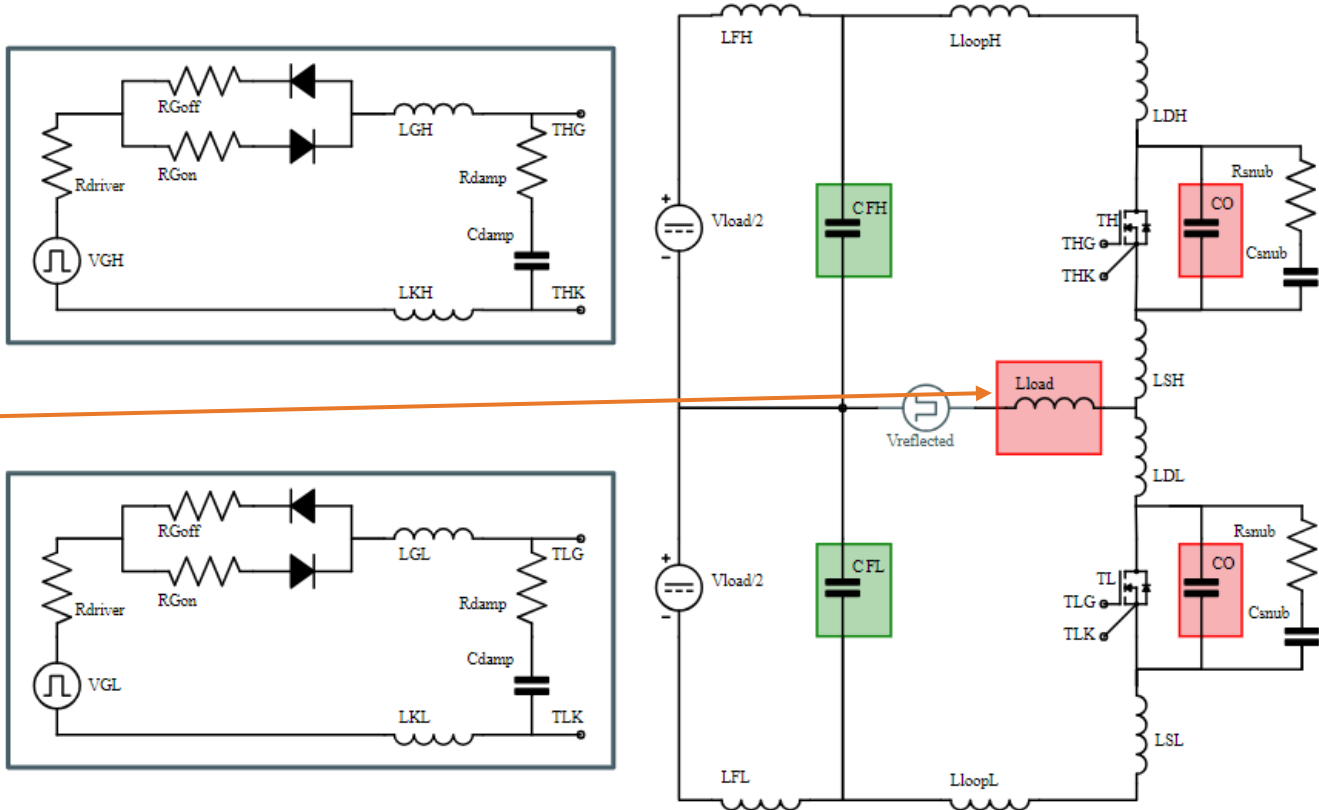 RGoff
RGon
Rdriver
LGH
THG
Rdamp
Cdamp
VGH
LKH
THK
RGoff
RGon
Rdriver
LGL
TLG
Rdamp
Cdamp
VGL
LKL
TLK
LFH
LloopH
LDH
+
Vload/2
-
CFH
TH
THG
THK
CO
Rsnub
Csnub
LSH
Lload
Vreflected
LDL
+
Vload/2
-
CFL
TL
TLG
TLK
CO
Rsnub
Csnub
LSL
LFL
LloopL